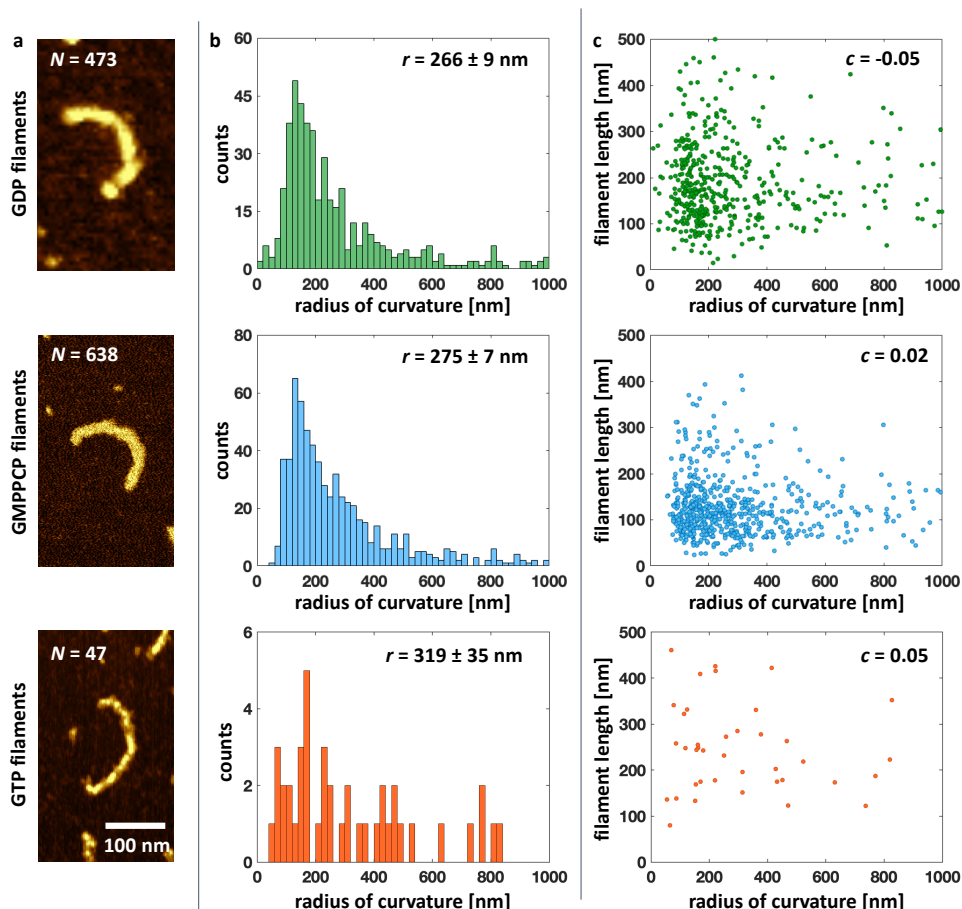 a
N = 473
GDP filaments
b
60
45
30
15
0
counts
r = 266 ± 9 nm
0 200 400 600 800 1000
radius of curvature [nm]
c
500
400
300
200
100
0
filament length [nm]
c = -0.05
0 200 400 600 800 1000
radius of curvature [nm]
N = 638
GMPPCP filaments
80
60
40
20
0
counts
r = 275 ± 7 nm
0 200 400 600 800 1000
radius of curvature [nm]
500
400
300
200
100
0
filament length [nm]
c = 0.02
0 200 400 600 800 1000
radius of curvature [nm]
N = 47
GTP filaments
100 nm
6
4
2
0
counts
r = 319 ± 35 nm
0 200 400 600 800 1000
radius of curvature [nm]
500
400
300
200
100
0
filament length [nm]
c = 0.05
0 200 400 600 800 1000
radius of curvature [nm]